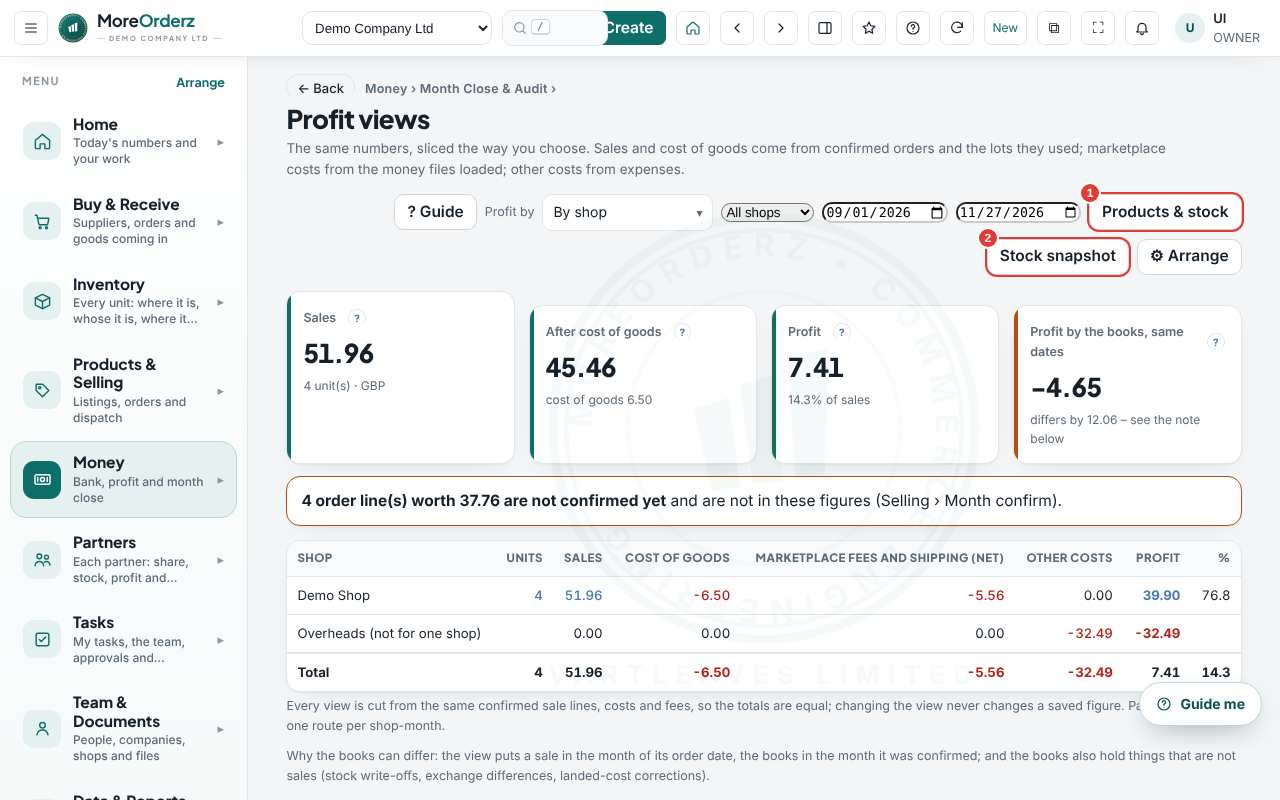 MoreOrderz
— DEMO COMPANY LTD —
Demo Company Ltd
/
Create
New
U
UI
OWNER
MENU
Arrange
Home
Today's numbers and
your work
Buy & Receive
Suppliers, orders and
goods coming in
Inventory
Every unit: where it is,
whose it is, where it...
Products &
Selling
Listings, orders and
dispatch
Money
Bank, profit and month
close
Partners
Each partner: share,
stock, profit and...
Tasks
My tasks, the team,
approvals and...
Team &
Documents
People, companies,
shops and files
← Back
Money › Month Close & Audit ›
Profit views
The same numbers, sliced the way you choose. Sales and cost of goods come from confirmed orders and the lots they used; marketplace
costs from the money files loaded; other costs from expenses.
? Guide
Profit by
By shop
All shops
09/01/2026
11/27/2026
1
Products & stock
2
Stock snapshot
⚙ Arrange
Sales ?
51.96
4 unit(s) · GBP
After cost of goods ?
45.46
cost of goods 6.50
Profit ?
7.41
14.3% of sales
Profit by the books, same
dates ?
−4.65
differs by 12.06 – see the note
below
4 order line(s) worth 37.76 are not confirmed yet and are not in these figures (Selling › Month confirm).
SHOP UNITS SALES COST OF GOODS MARKETPLACE FEES AND SHIPPING (NET) OTHER COSTS PROFIT %
Demo Shop 4 51.96 -6.50 -5.56 0.00 39.90 76.8
Overheads (not for one shop) 0.00 0.00 0.00 -32.49 -32.49
Total 4 51.96 -6.50 -5.56 -32.49 7.41 14.3
Every view is cut from the same confirmed sale lines, costs and fees, so the totals are equal; changing the view never changes a saved figure.
one route per shop-month.
Guide me
Why the books can differ: the view puts a sale in the month of its order date, the books in the month it was confirmed; and the books also hold things that are not
sales (stock write-offs, exchange differences, landed-cost corrections).